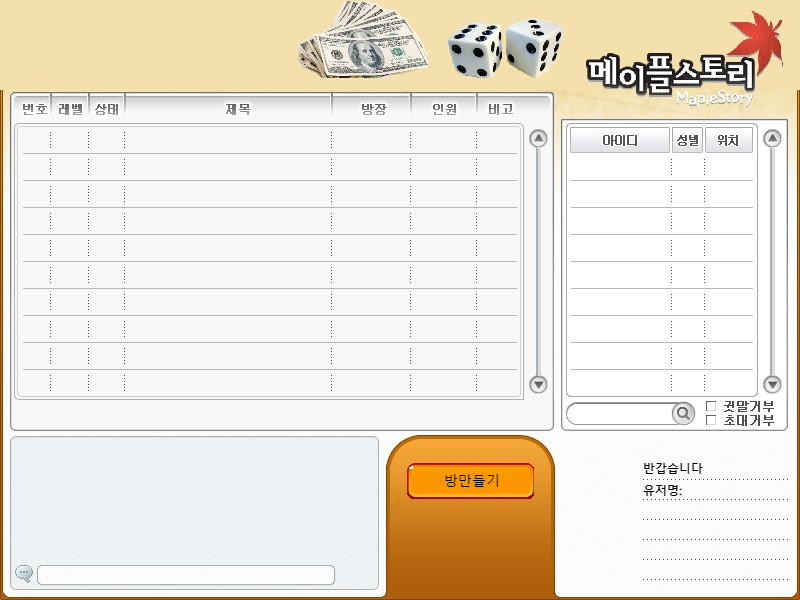 메이플스토리
MapleStory
번호 레벨 상태 제목 방장 인원 비고
아이디 성별 위치
귓말거부
초대거부
방만들기
반갑습니다
유저명: